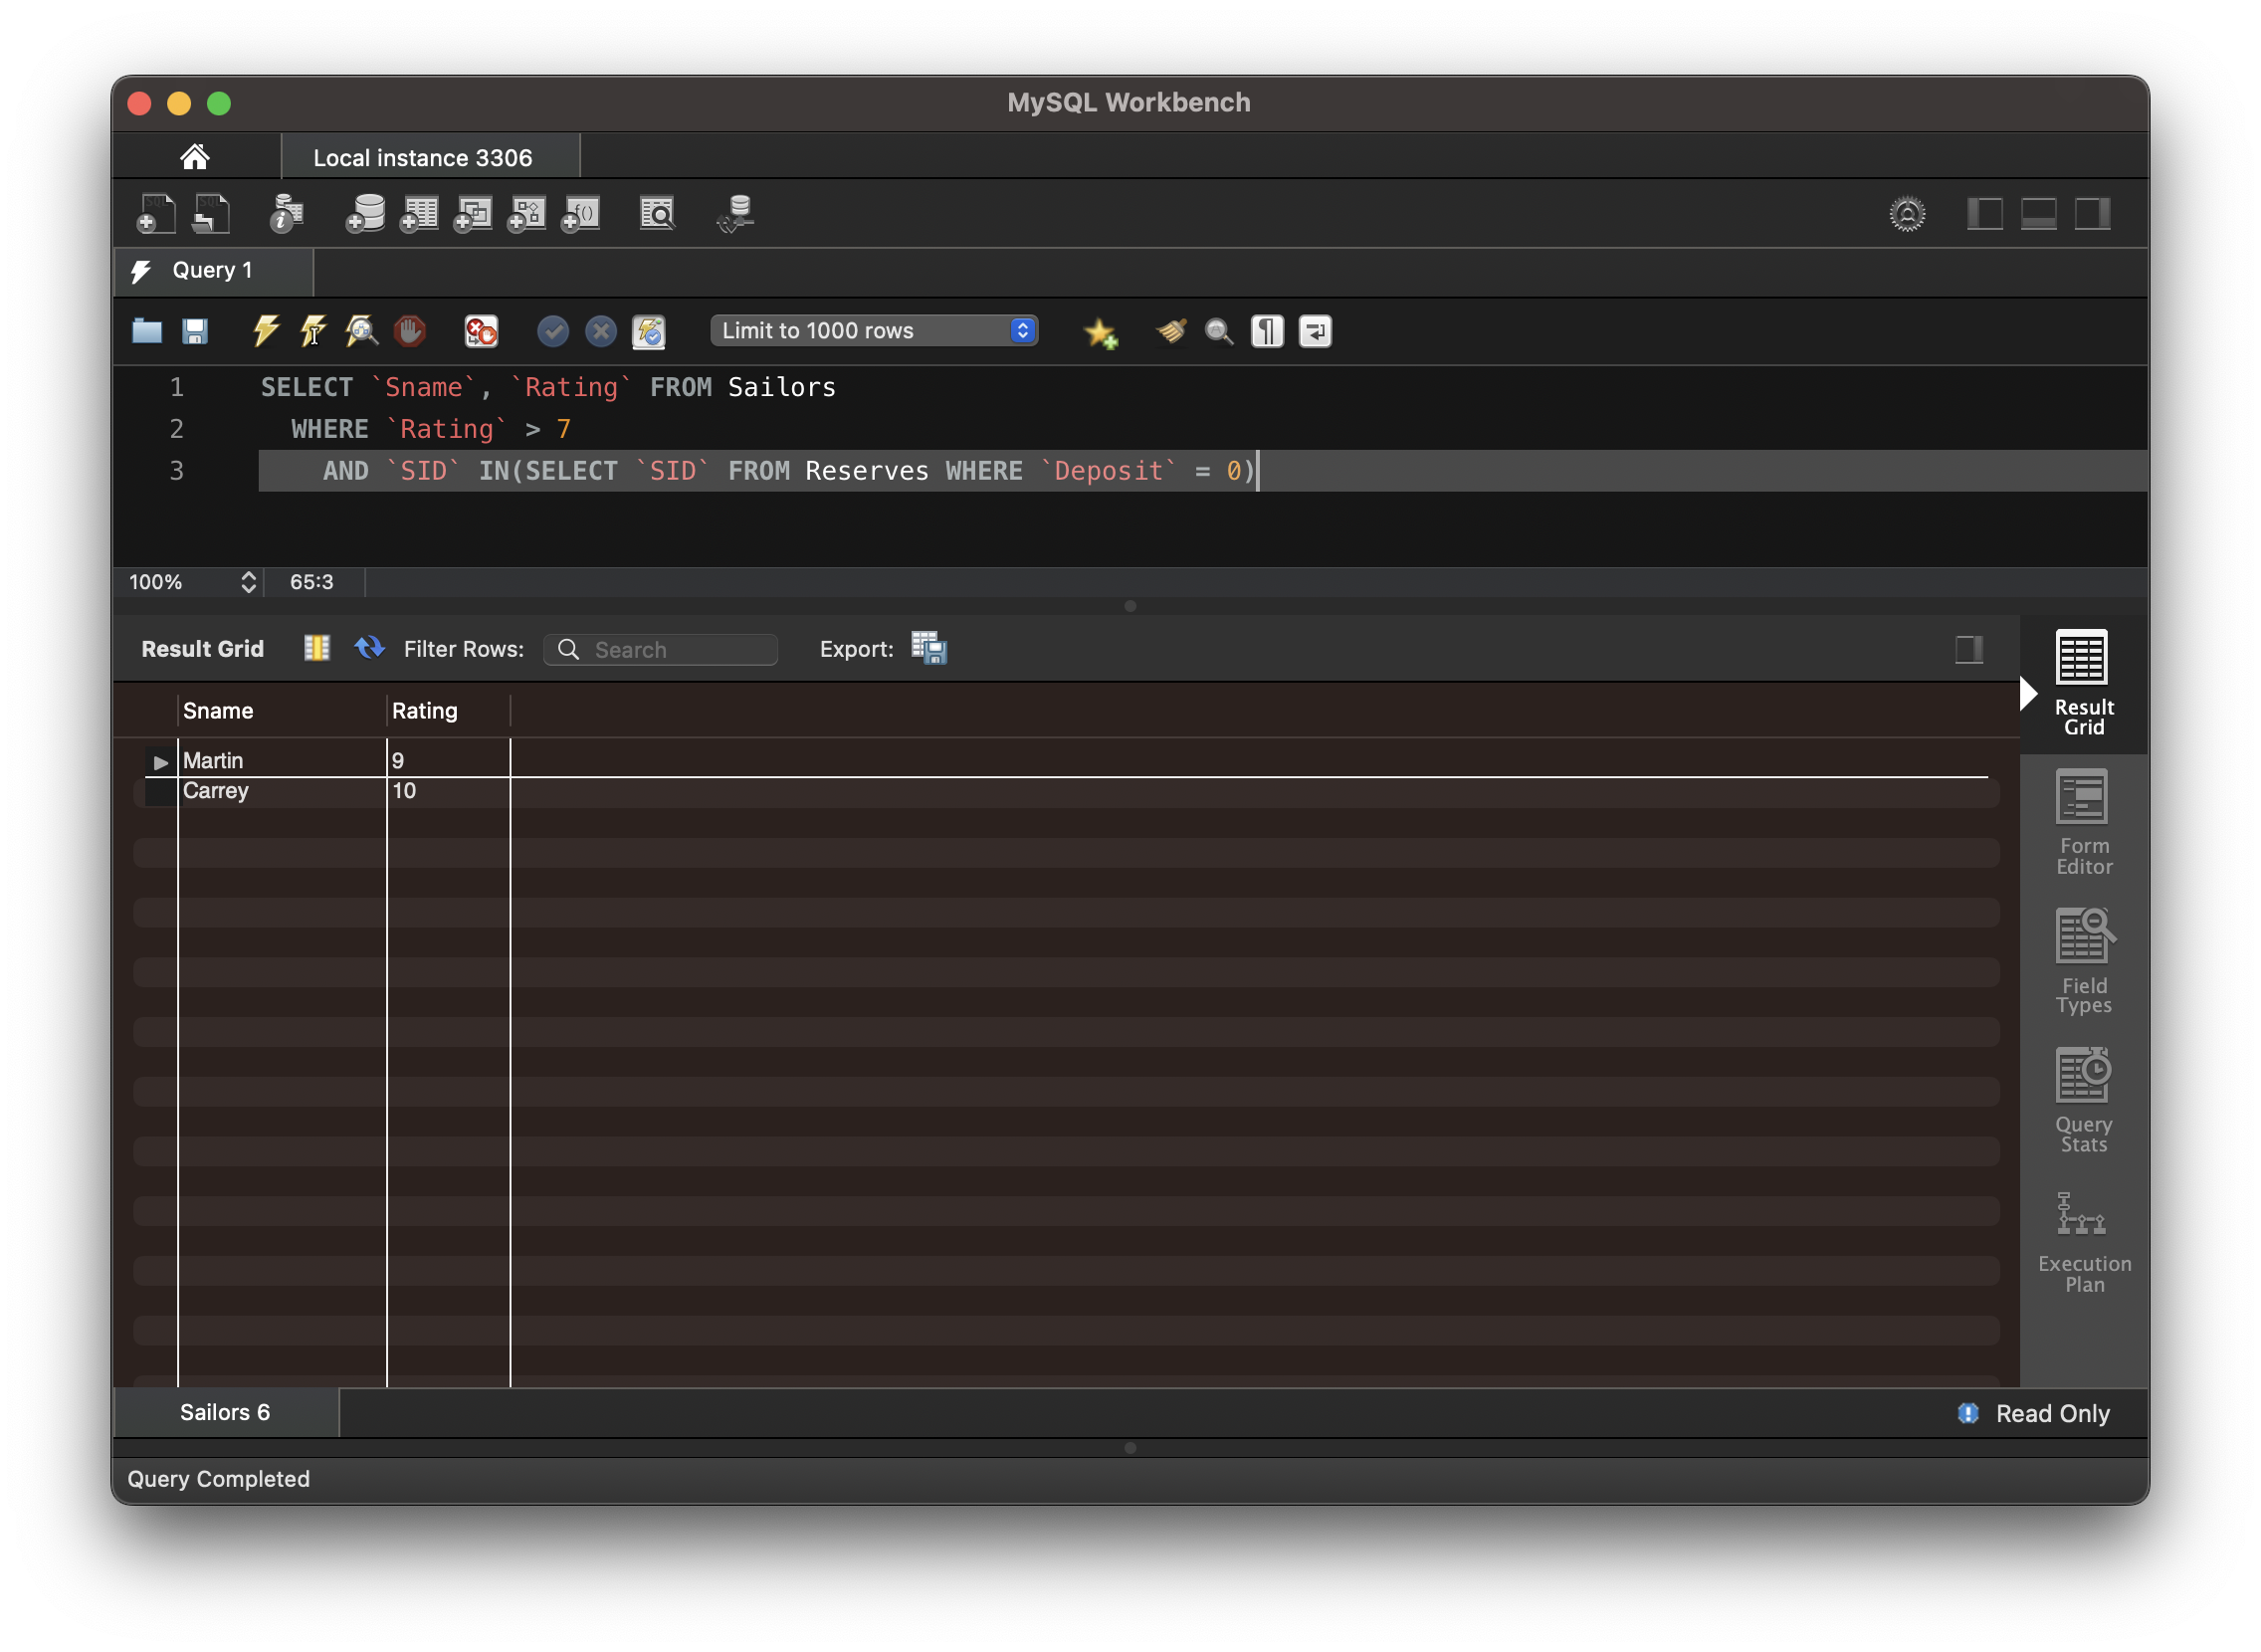 MySQL Workbench
Local instance 3306
Query 1
Limit to 1000 rows
1 SELECT `Sname`, `Rating` FROM Sailors
2 WHERE `Rating` > 7
3 AND `SID` IN(SELECT `SID` FROM Reserves WHERE `Deposit` = 0)
100% 65:3
Result Grid Filter Rows: Search Export:
Sname Rating
Martin 9
Carrey 10
Result
Grid
Form
Editor
Field
Types
Query
Stats
Execution
Plan
Sailors 6
Read Only
Query Completed